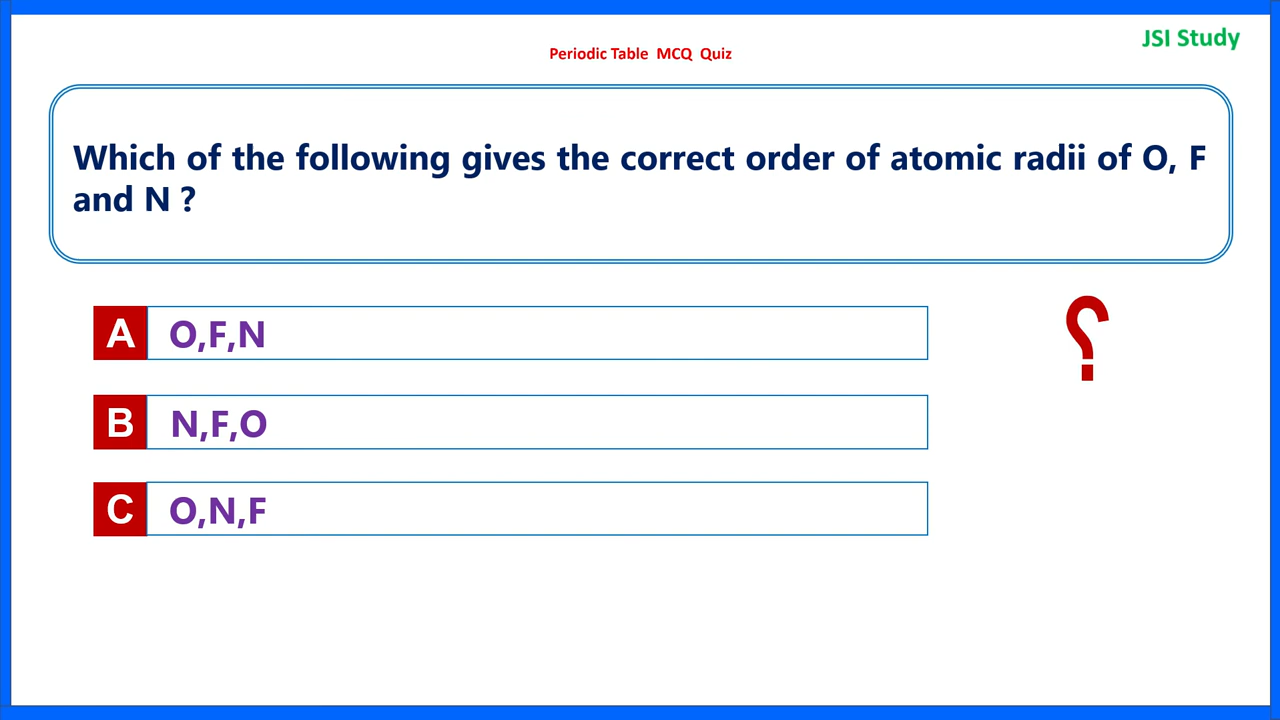 JSI Study
Periodic Table MCQ Quiz
Which of the following gives the correct order of atomic radii of O, F
and N ?
A O,F,N
؟
B N,F,O
C O,N,F